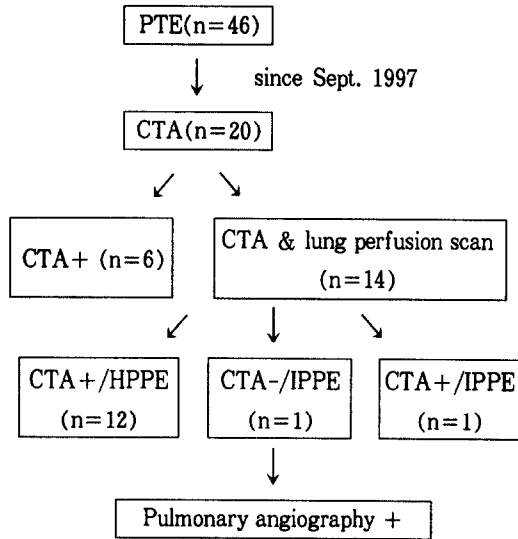 PTE(n=46)
since Sept. 1997
CTA(n=20)
CTA+ (n=6)
CTA & lung perfusion scan
(n=14)
CTA+/HPPE
(n=12)
CTA-/IPPE
(n=1)
CTA+/IPPE
(n=1)
Pulmonary angiography +